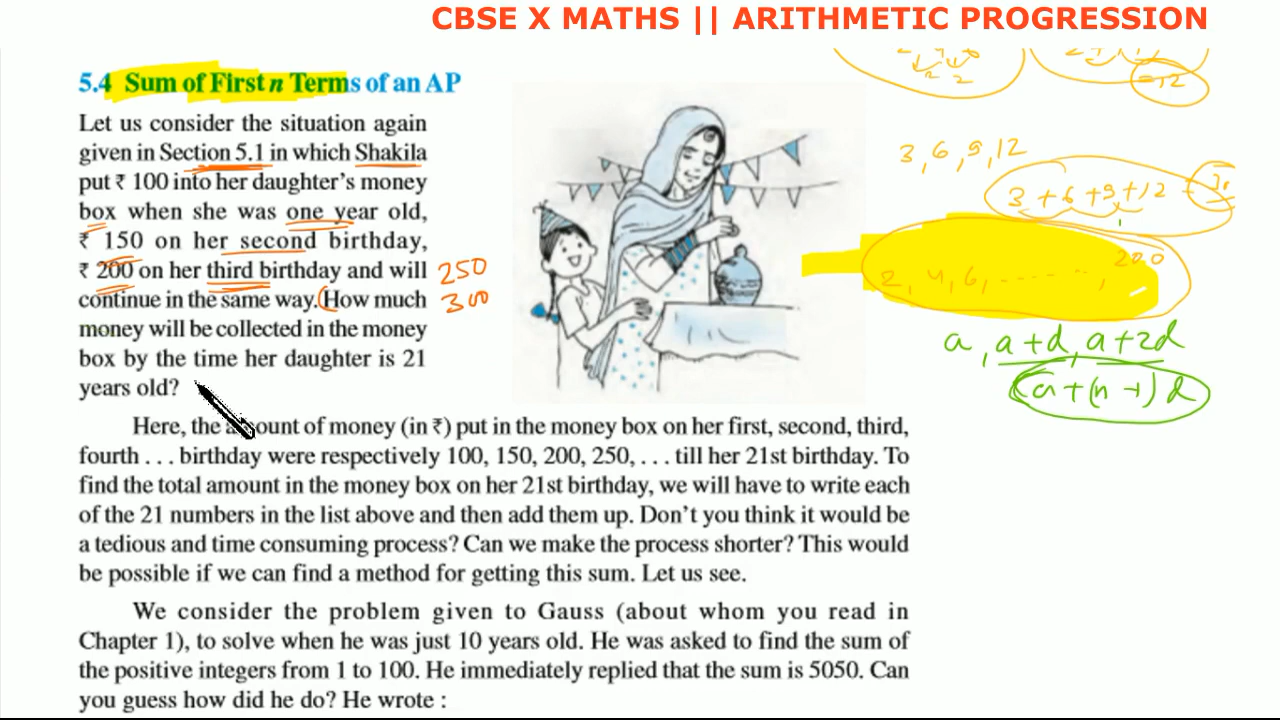 CBSE X MATHS || ARITHMETIC PROGRESSION
5.4 Sum of First n Terms of an AP
Let us consider the situation again
given in Section 5.1 in which Shakila
put ₹ 100 into her daughter's money
box when she was one year old,
₹ 150 on her second birthday,
₹ 200 on her third birthday and will
continue in the same way. How much
money will be collected in the money
box by the time her daughter is 21
years old?
250
300
Here, the amount of money (in ₹) put in the money box on her first, second, third,
fourth . . . birthday were respectively 100, 150, 200, 250, . . . till her 21st birthday. To
find the total amount in the money box on her 21st birthday, we will have to write each
of the 21 numbers in the list above and then add them up. Don't you think it would be
a tedious and time consuming process? Can we make the process shorter? This would
be possible if we can find a method for getting this sum. Let us see.
We consider the problem given to Gauss (about whom you read in
Chapter 1), to solve when he was just 10 years old. He was asked to find the sum of
the positive integers from 1 to 100. He immediately replied that the sum is 5050. Can
you guess how did he do? He wrote :
2 2
= 12
3, 6, 9, 12
3 + 6 + 9 + 12 = 30
2, 4, 6, - - - - - -, 200
a, a+d, a+2d
a+(n-1)d